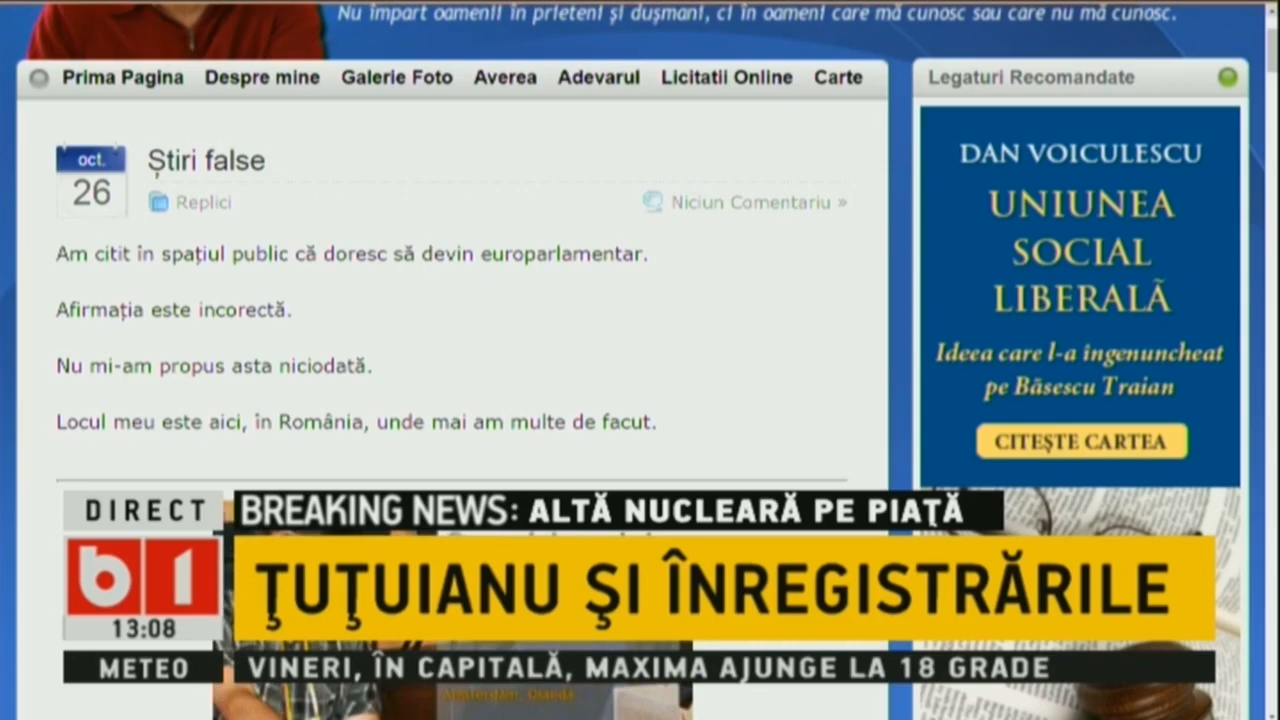 Nu împart oamenii în prieteni și dușmani, ci în oameni care mă cunosc sau care nu mă cunosc.
Prima Pagina Despre mine Galerie Foto Averea Adevarul Licitatii Online Carte
Legaturi Recomandate
oct.
26
Știri false
Replici
Niciun Comentariu »
Am citit în spațiul public că doresc să devin europarlamentar.
Afirmația este incorectă.
Nu mi-am propus asta niciodată.
Locul meu este aici, în România, unde mai am multe de facut.
DAN VOICULESCU
UNIUNEA
SOCIAL
LIBERALĂ
Ideea care l-a îngenuncheat
pe Băsescu Traian
CITEȘTE CARTEA
DIRECT
BREAKING NEWS: ALTĂ NUCLEARĂ PE PIAŢĂ
b1
ŢUŢUIANU ŞI ÎNREGISTRĂRILE
13:08
METEO
VINERI, ÎN CAPITALĂ, MAXIMA AJUNGE LA 18 GRADE
Amsterdam, Olanda